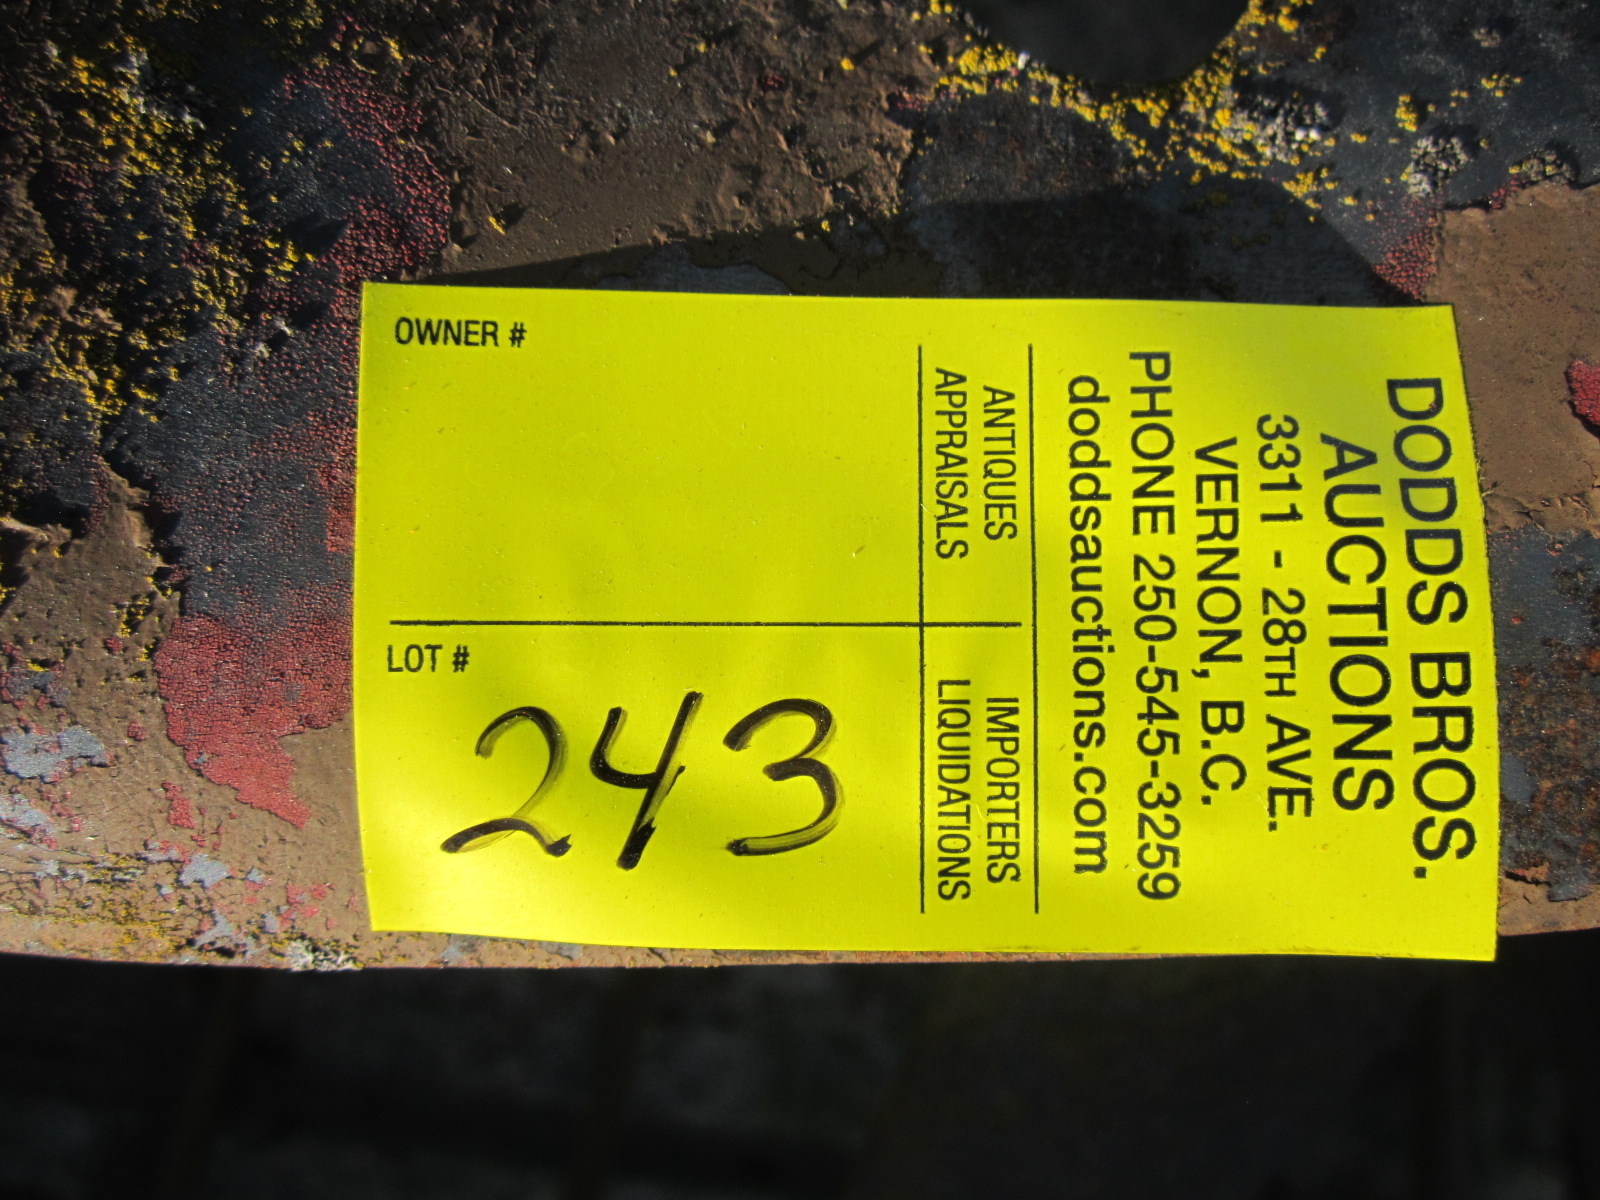 DODDS BROS.
AUCTIONS
3311 - 28TH AVE.
VERNON, B.C.
PHONE 250-545-3259
doddsauctions.com
ANTIQUES
APPRAISALS
IMPORTERS
LIQUIDATIONS
OWNER #
LOT #
243